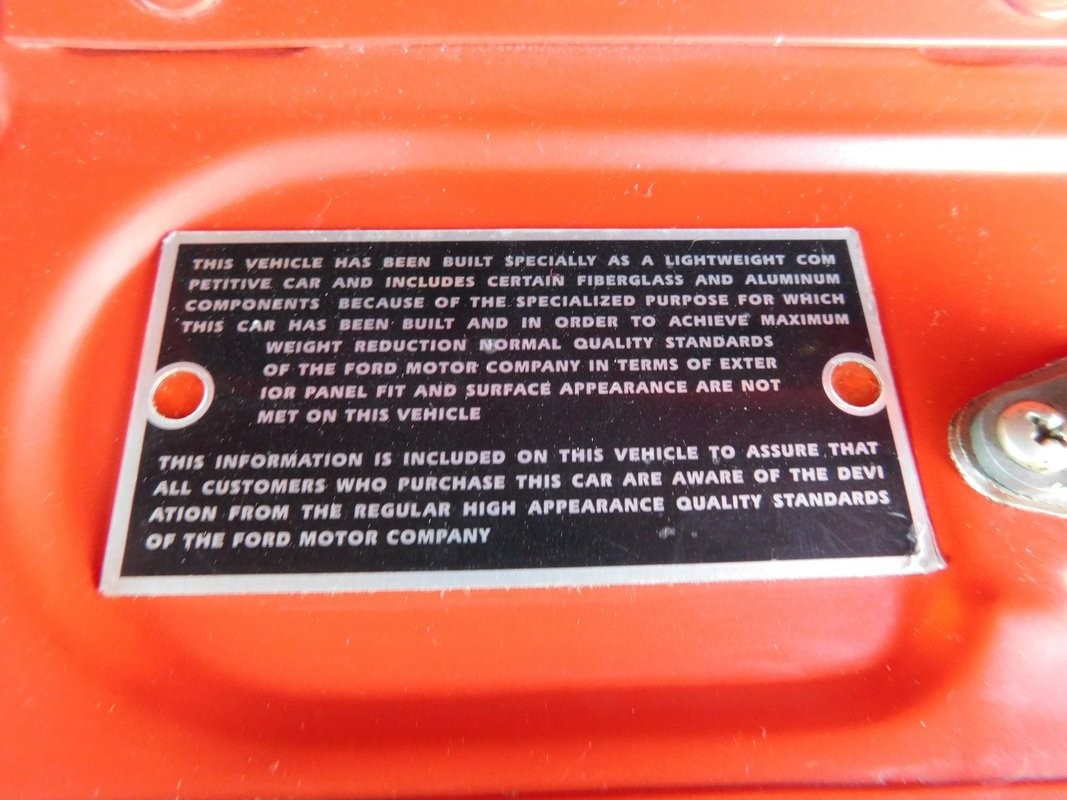 THIS VEHICLE HAS BEEN BUILT SPECIALLY AS A LIGHTWEIGHT COM
PETITIVE CAR AND INCLUDES CERTAIN FIBERGLASS AND ALUMINUM
COMPONENTS BECAUSE OF THE SPECIALIZED PURPOSE FOR WHICH
THIS CAR HAS BEEN BUILT AND IN ORDER TO ACHIEVE MAXIMUM
WEIGHT REDUCTION NORMAL QUALITY STANDARDS
OF THE FORD MOTOR COMPANY IN TERMS OF EXTER
IOR PANEL FIT AND SURFACE APPEARANCE ARE NOT
MET ON THIS VEHICLE
THIS INFORMATION IS INCLUDED ON THIS VEHICLE TO ASSURE THAT
ALL CUSTOMERS WHO PURCHASE THIS CAR ARE AWARE OF THE DEVI
ATION FROM THE REGULAR HIGH APPEARANCE QUALITY STANDARDS
OF THE FORD MOTOR COMPANY